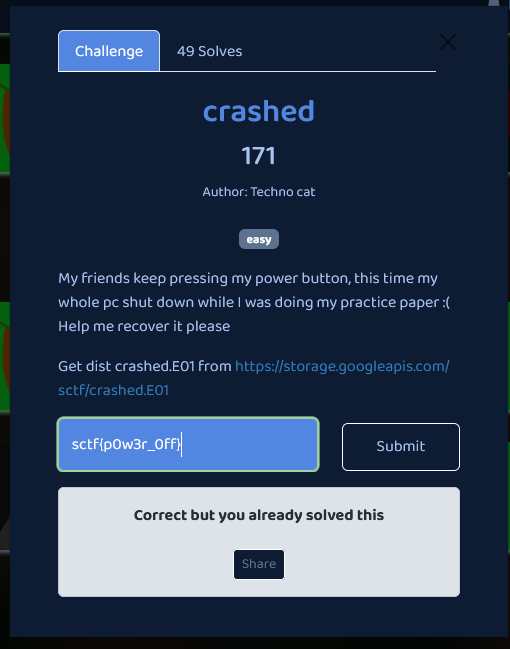 Challenge
49 Solves
crashed
171
Author: Techno cat
easy
My friends keep pressing my power button, this time my
whole pc shut down while I was doing my practice paper :(
Help me recover it please
Get dist crashed.E01 from https://storage.googleapis.com/
sctf/crashed.E01
sctf{p0w3r_0ff}
Submit
Correct but you already solved this
Share